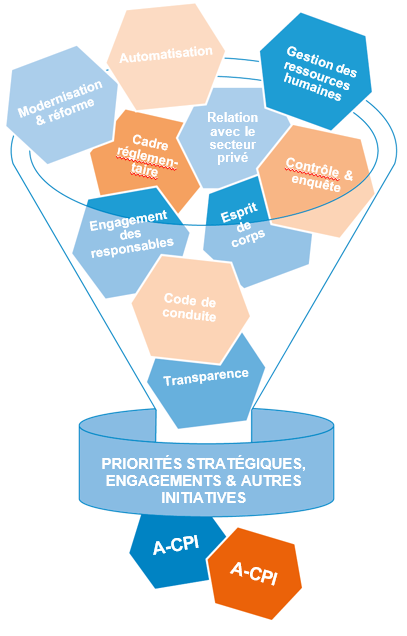 Automatisation
Gestion des
ressources
humaines
Modernisation
& réforme
Cadre
réglemen-
taire
Relation
avec le
secteur
privé
Contrôle &
enquête
Engagement
des
responsables
Esprit
de
corps
Code de
conduite
Transparence
PRIORITÉS STRATÉGIQUES,
ENGAGEMENTS & AUTRES
INITIATIVES
A-CPI
A-CPI